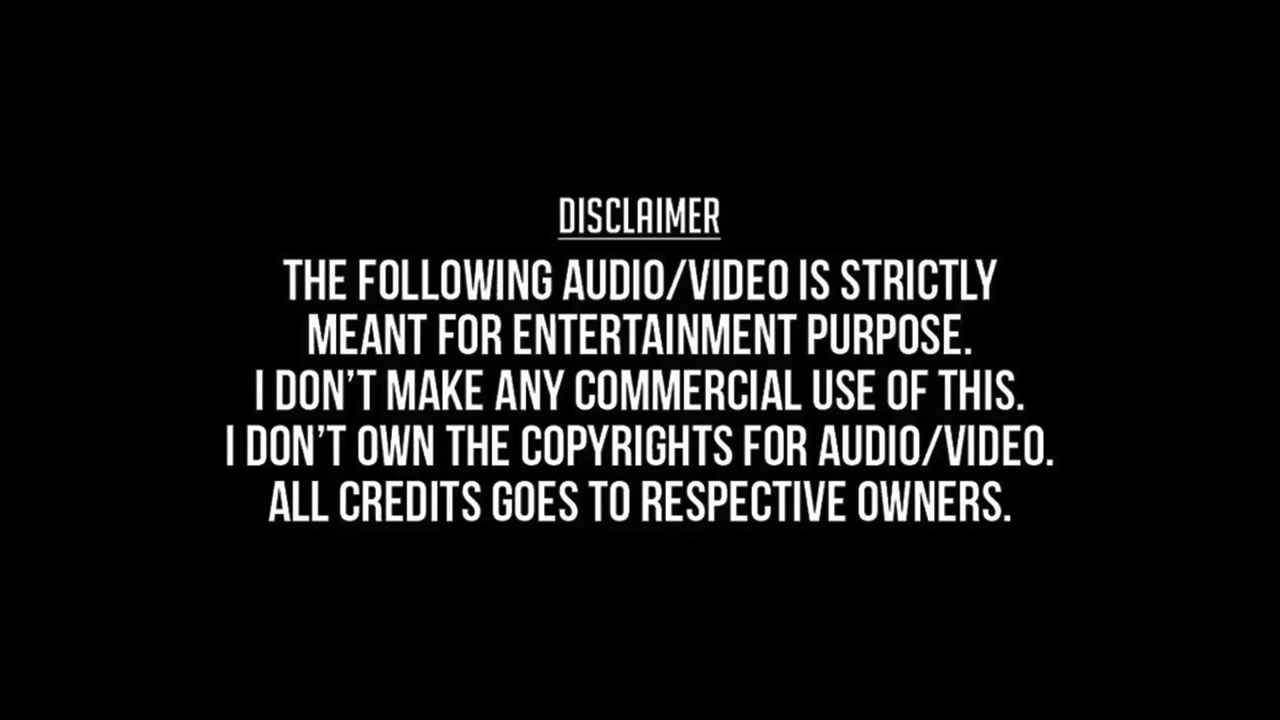 DISCLAIMER
THE FOLLOWING AUDIO/VIDEO IS STRICTLY
MEANT FOR ENTERTAINMENT PURPOSE.
I DON'T MAKE ANY COMMERCIAL USE OF THIS.
I DON'T OWN THE COPYRIGHTS FOR AUDIO/VIDEO.
ALL CREDITS GOES TO RESPECTIVE OWNERS.